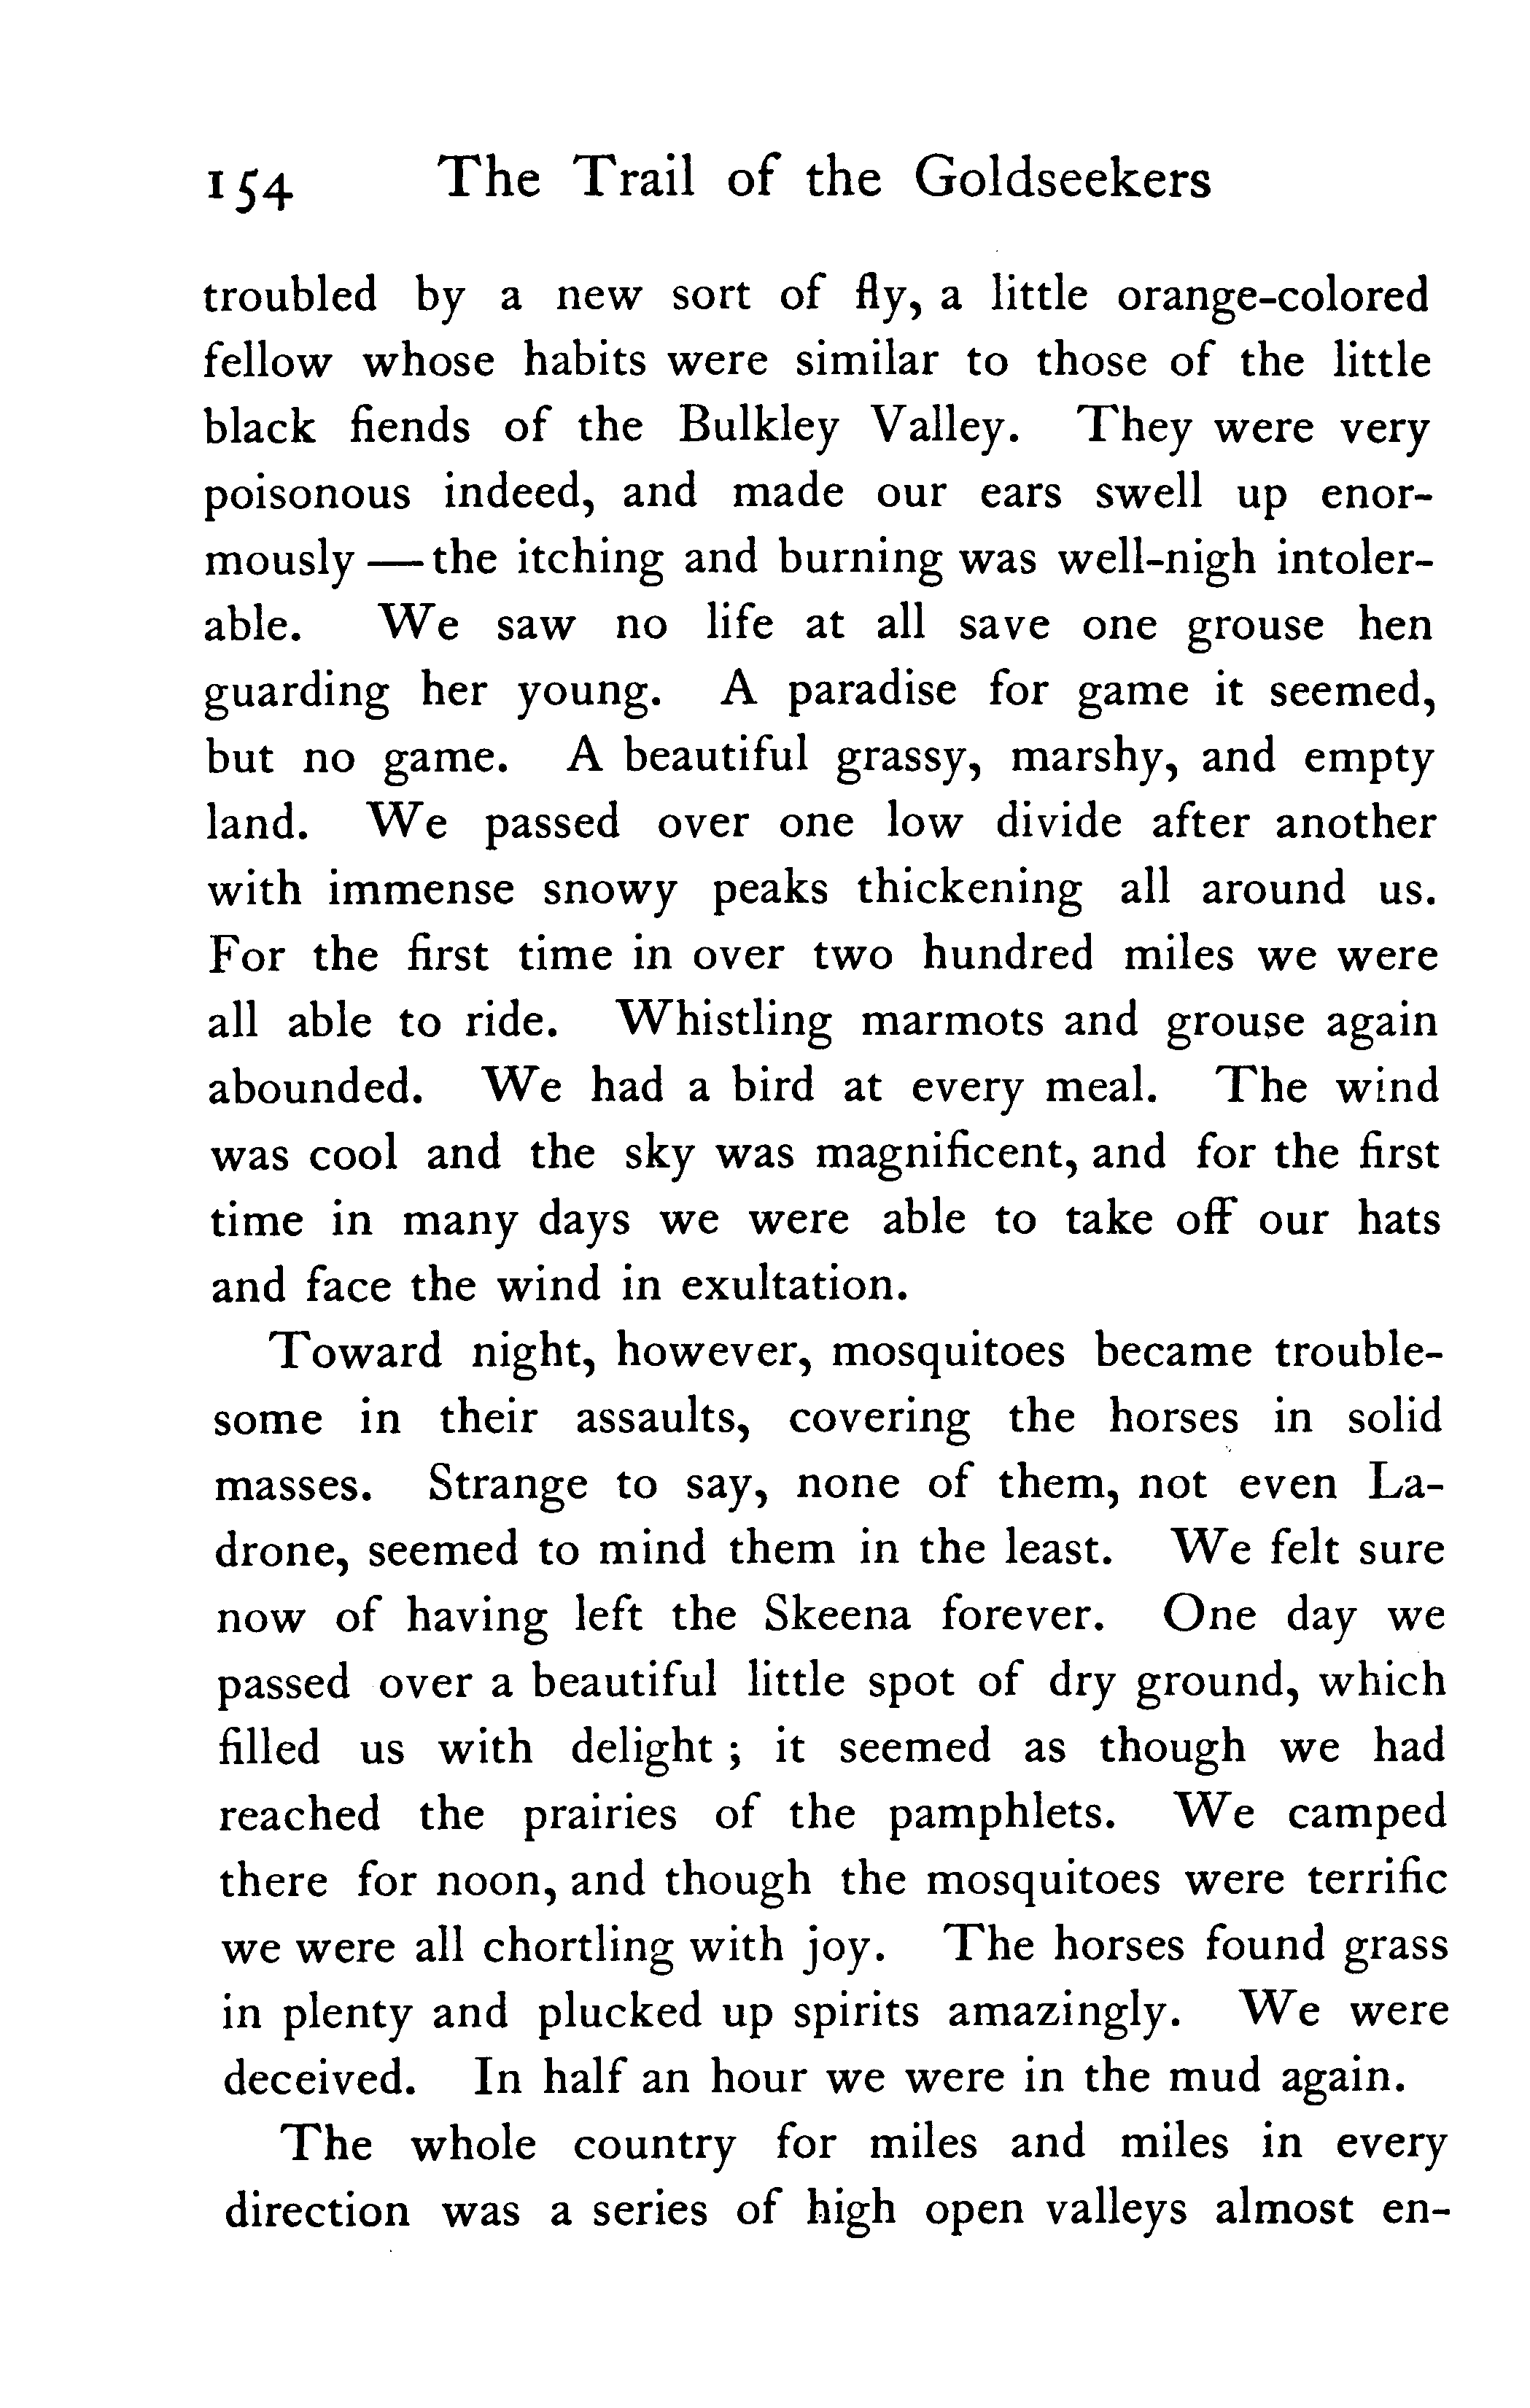 154 The Trail of the Goldseekers
troubled by a new sort of fly, a little orange-colored
fellow whose habits were similar to those of the little
black fiends of the Bulkley Valley. They were very
poisonous indeed, and made our ears swell up enor-
mously — the itching and burning was well-nigh intoler-
able. We saw no life at all save one grouse hen
guarding her young. A paradise for game it seemed,
but no game. A beautiful grassy, marshy, and empty
land. We passed over one low divide after another
with immense snowy peaks thickening all around us.
For the first time in over two hundred miles we were
all able to ride. Whistling marmots and grouse again
abounded. We had a bird at every meal. The wind
was cool and the sky was magnificent, and for the first
time in many days we were able to take off our hats
and face the wind in exultation.
Toward night, however, mosquitoes became trouble-
some in their assaults, covering the horses in solid
masses. Strange to say, none of them, not even La-
drone, seemed to mind them in the least. We felt sure
now of having left the Skeena forever. One day we
passed over a beautiful little spot of dry ground, which
filled us with delight ; it seemed as though we had
reached the prairies of the pamphlets. We camped
there for noon, and though the mosquitoes were terrific
we were all chortling with joy. The horses found grass
in plenty and plucked up spirits amazingly. We were
deceived. In half an hour we were in the mud again.
The whole country for miles and miles in every
direction was a series of high open valleys almost en-